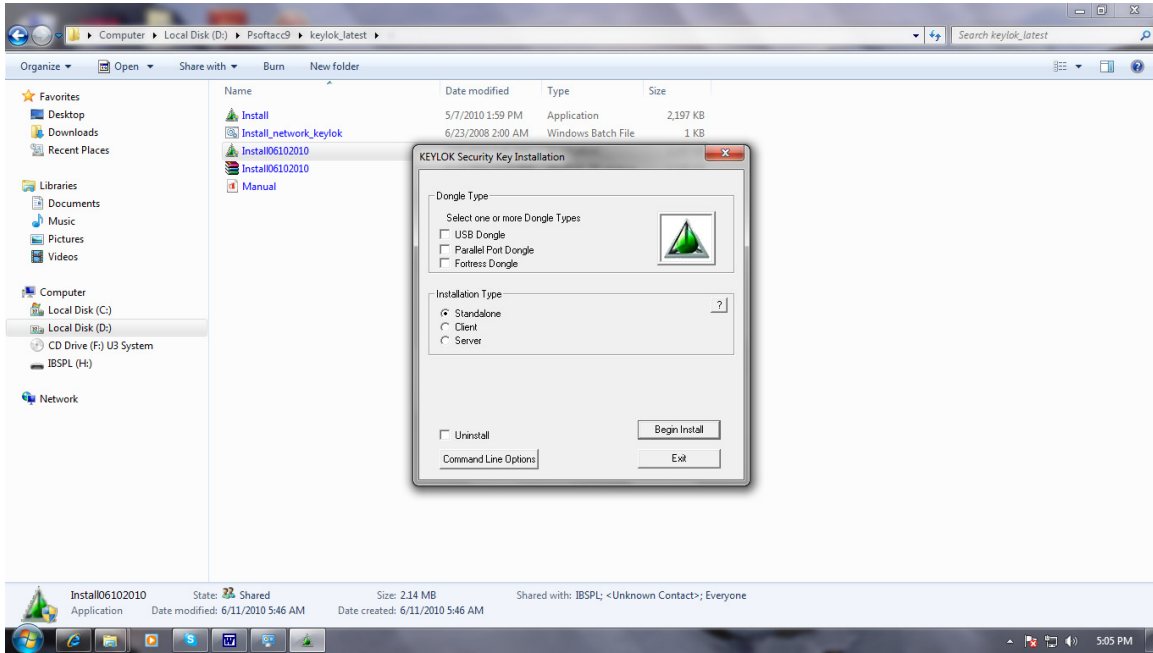 Computer ▸ Local Disk (D:) ▸ Psoftacc9 ▸ keylok_latest ▸
Search keylok_latest
Organize Open Share with Burn New folder
Favorites
Desktop
Downloads
Recent Places
Libraries
Documents
Music
Pictures
Videos
Computer
Local Disk (C:)
Local Disk (D:)
CD Drive (F:) U3 System
IBSPL (H:)
Network
Name Date modified Type Size
Install 5/7/2010 1:59 PM Application 2,197 KB
Install_network_keylok 6/23/2008 2:00 AM Windows Batch File 1 KB
Install06102010
Install06102010
Manual
KEYLOK Security Key Installation
Dongle Type
Select one or more Dongle Types
USB Dongle
Parallel Port Dongle
Fortress Dongle
Installation Type
?
Standalone
Client
Server
Uninstall
Begin Install
Command Line Options
Exit
Install06102010 State: Shared Size: 2.14 MB Shared with: IBSPL; <Unknown Contact>; Everyone
Application Date modified: 6/11/2010 5:46 AM Date created: 6/11/2010 5:46 AM
5:05 PM